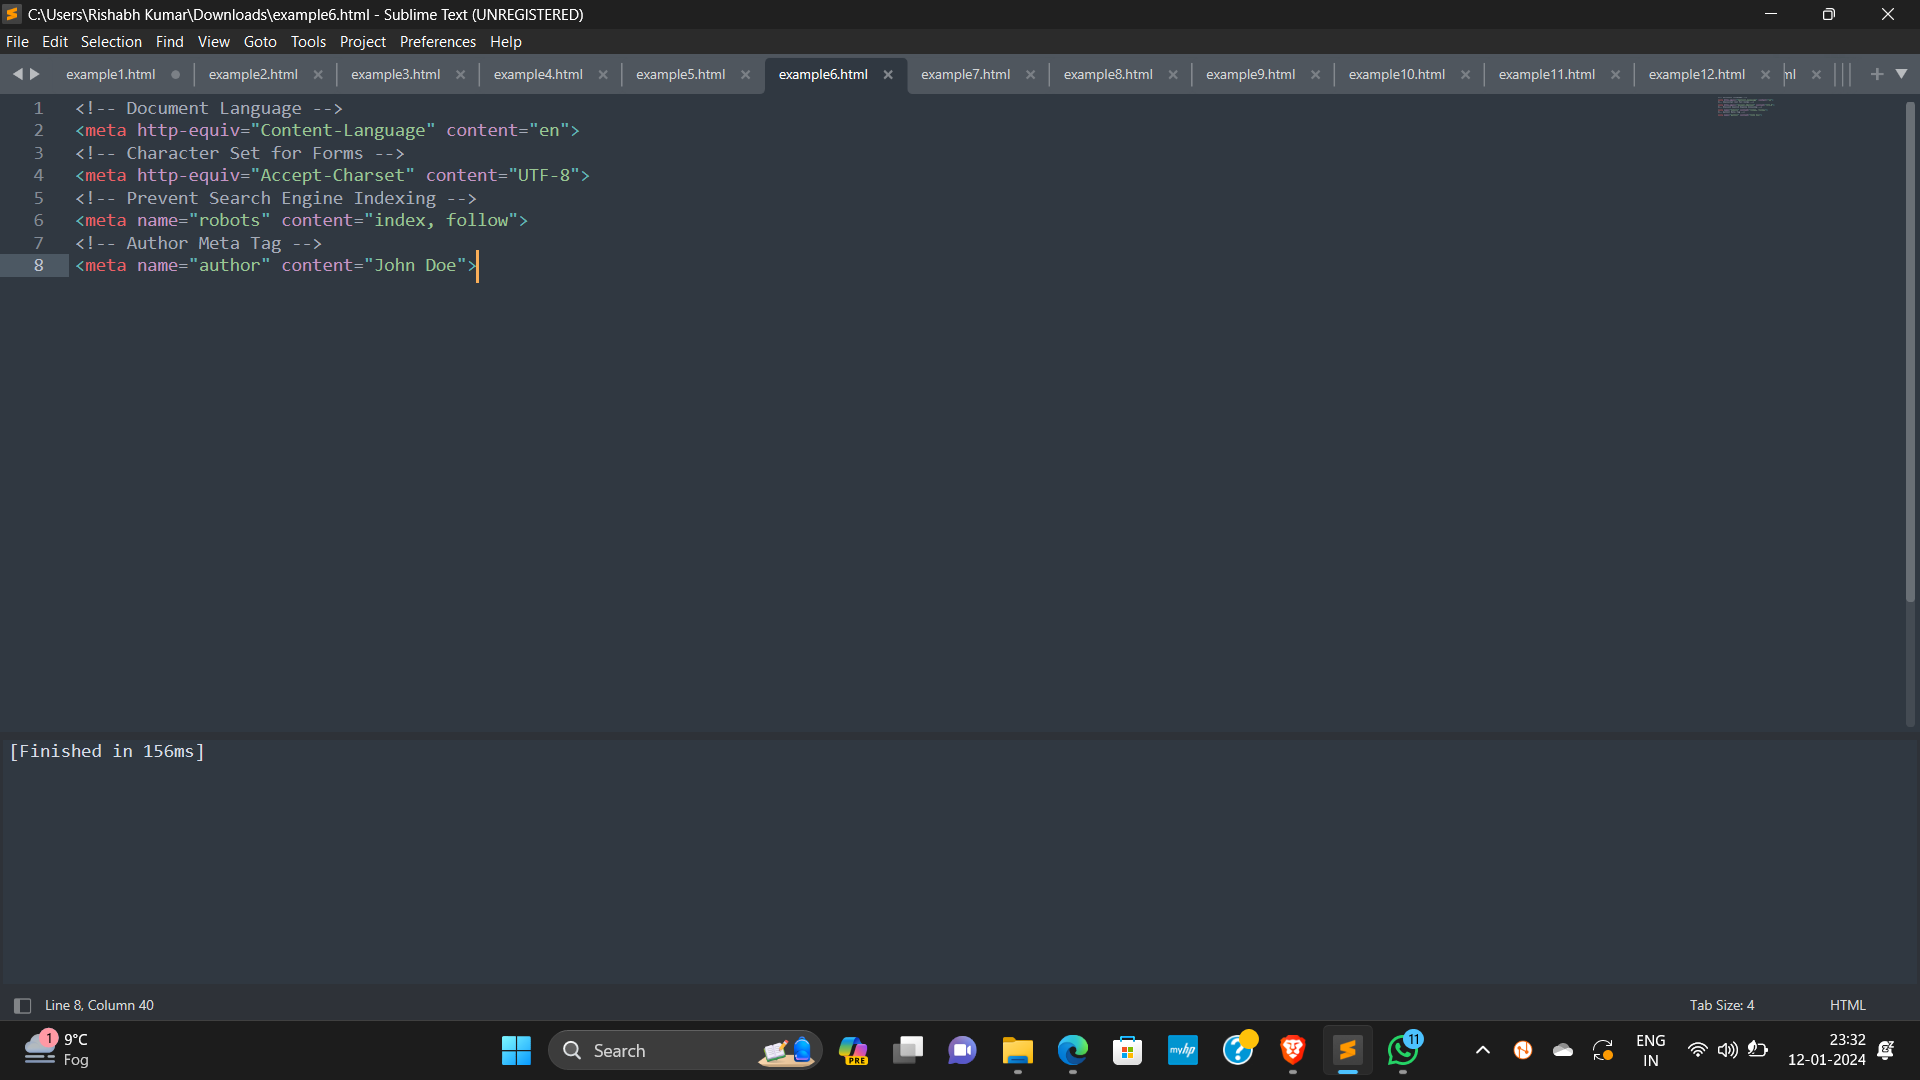 C:\Users\Rishabh Kumar\Downloads\example6.html - Sublime Text (UNREGISTERED)
File Edit Selection Find View Goto Tools Project Preferences Help
example1.html example2.html example3.html example4.html example5.html example6.html example7.html example8.html example9.html example10.html example11.html example12.html ml
1 <!-- Document Language -->
2 <meta http-equiv="Content-Language" content="en">
3 <!-- Character Set for Forms -->
4 <meta http-equiv="Accept-Charset" content="UTF-8">
5 <!-- Prevent Search Engine Indexing -->
6 <meta name="robots" content="index, follow">
7 <!-- Author Meta Tag -->
8 <meta name="author" content="John Doe">
[Finished in 156ms]
Line 8, Column 40 Tab Size: 4 HTML
1 9°C
Fog
Search
PRE
myhp
11
ENG
IN
23:32
12-01-2024